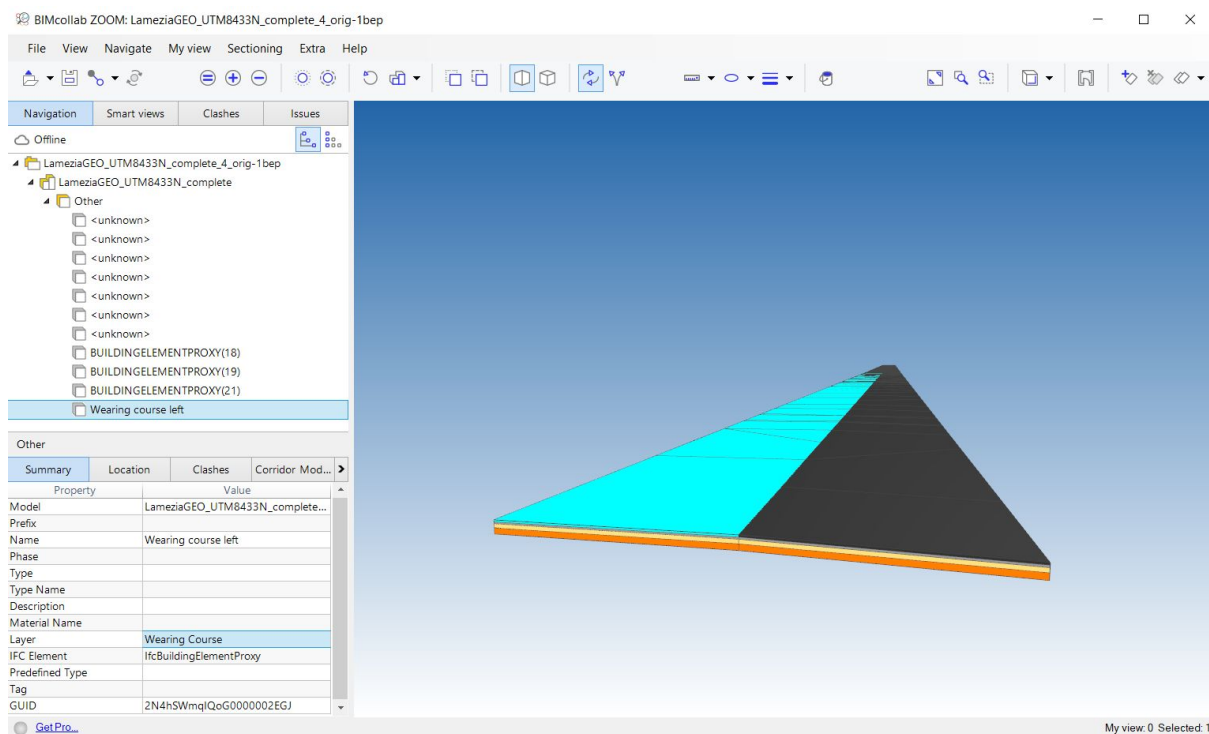 BIMcollab ZOOM: LameziaGEO_UTM8433N_complete_4_orig-1bep
File View Navigate My view Sectioning Extra Help
Navigation Smart views Clashes Issues
Offline
LameziaGEO_UTM8433N_complete_4_orig-1bep
LameziaGEO_UTM8433N_complete
Other
<unknown>
<unknown>
<unknown>
<unknown>
<unknown>
<unknown>
<unknown>
BUILDINGELEMENTPROXY(18)
BUILDINGELEMENTPROXY(19)
BUILDINGELEMENTPROXY(21)
Wearing course left
Other
Summary Location Clashes Corridor Mod...
Property Value
Model LameziaGEO_UTM8433N_complete...
Prefix
Name Wearing course left
Phase
Type
Type Name
Description
Material Name
Layer Wearing Course
IFC Element IfcBuildingElementProxy
Predefined Type
Tag
GUID 2N4hSWmqlQoG0000002EGJ
Get Pro... My view: 0 Selected: 1